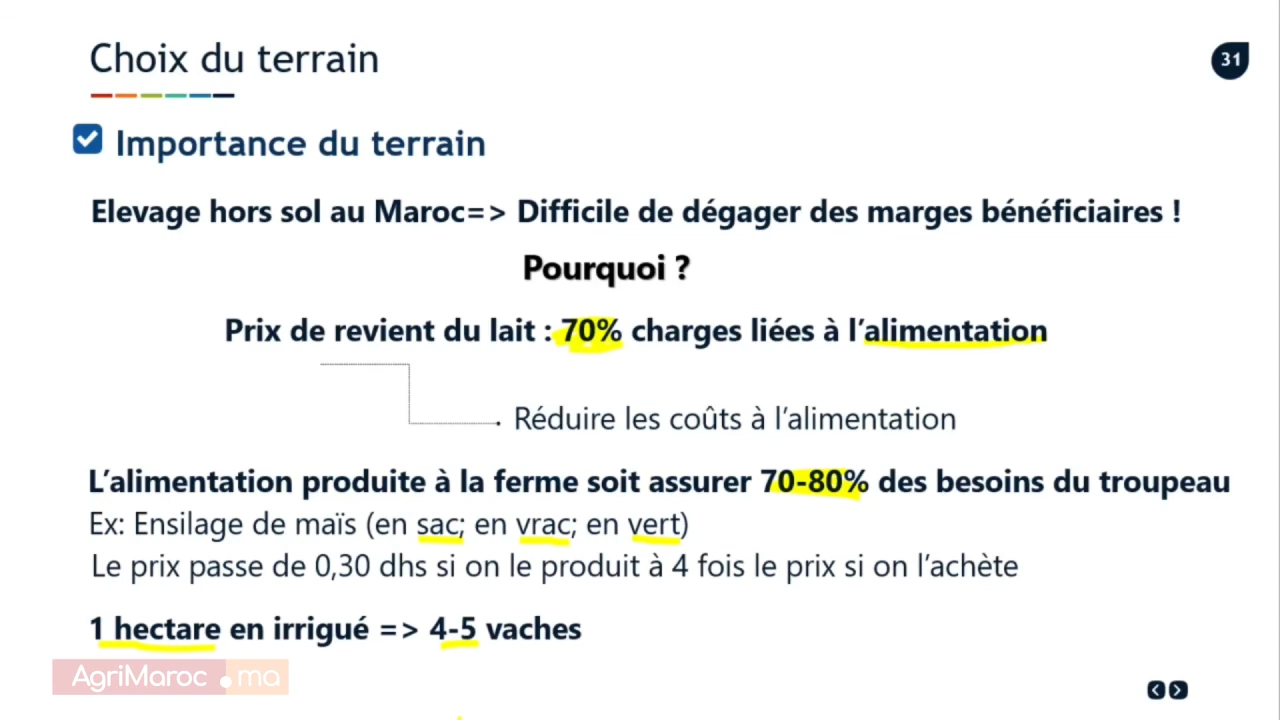 Choix du terrain
31
Importance du terrain
Elevage hors sol au Maroc=> Difficile de dégager des marges bénéficiaires !
Pourquoi ?
Prix de revient du lait : 70% charges liées à l’alimentation
Réduire les coûts à l’alimentation
L’alimentation produite à la ferme soit assurer 70-80% des besoins du troupeau
Ex: Ensilage de maïs (en sac; en vrac; en vert)
Le prix passe de 0,30 dhs si on le produit à 4 fois le prix si on l’achète
1 hectare en irrigué => 4-5 vaches
AgriMaroc.ma